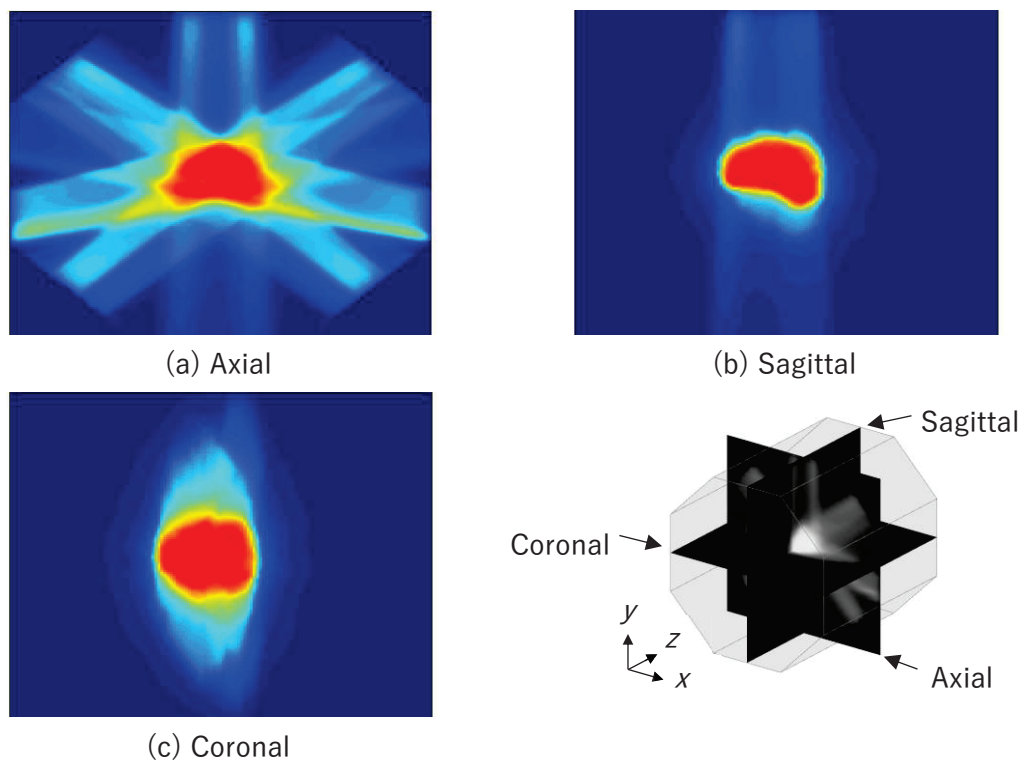 (a) Axial
(b) Sagittal
Sagittal
Coronal
y
z
x
Axial
(c) Coronal